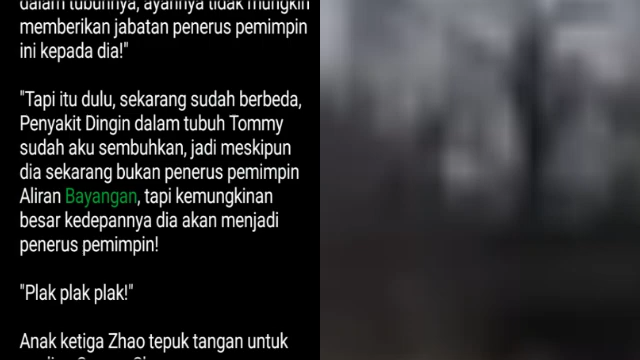 dalam tubuhnya, ayahnya tidak mungkin
memberikan jabatan penerus pemimpin
ini kepada dia!"
"Tapi itu dulu, sekarang sudah berbeda,
Penyakit Dingin dalam tubuh Tommy
sudah aku sembuhkan, jadi meskipun
dia sekarang bukan penerus pemimpin
Aliran Bayangan, tapi kemungkinan
besar kedepannya dia akan menjadi
penerus pemimpin!
"Plak plak plak!"
Anak ketiga Zhao tepuk tangan untuk